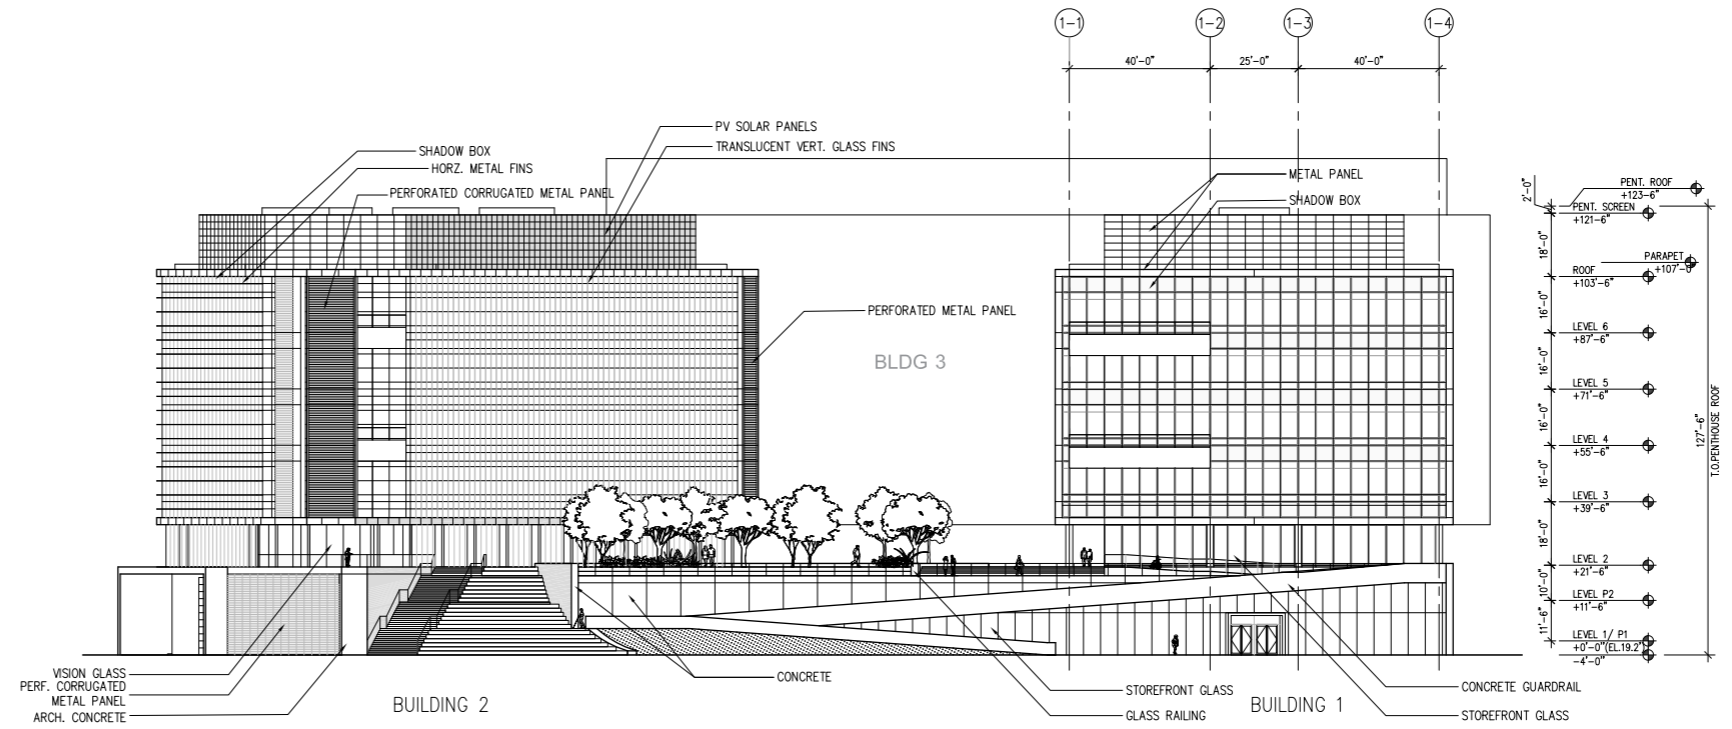 1-1
1-2
1-3
1-4
40'-0"
25'-0"
40'-0"
PV SOLAR PANELS
TRANSLUCENT VERT. GLASS FINS
SHADOW BOX
HORZ. METAL FINS
PERFORATED CORRUGATED METAL PANEL
METAL PANEL
SHADOW BOX
PERFORATED METAL PANEL
BLDG 3
2'-0"
PENT. ROOF
+123-6"
PENT. SCREEN
+121-6"
18'-0"
PARAPET
+107'-0
ROOF
+103'-6"
16'-0"
LEVEL 6
+87'-6"
16'-0"
LEVEL 5
+71'-6"
16'-0"
LEVEL 4
+55'-6"
16'-0"
LEVEL 3
+39'-6"
18'-0"
LEVEL 2
+21'-6"
10'-0"
LEVEL P2
+11'-6"
11'-6"
LEVEL 1/ P1
+0'-0"(EL.19.2'
-4'-0"
127'-6"
T.O.PENTHOUSE ROOF
VISION GLASS
PERF. CORRUGATED
METAL PANEL
ARCH. CONCRETE
BUILDING 2
CONCRETE
STOREFRONT GLASS
GLASS RAILING
BUILDING 1
CONCRETE GUARDRAIL
STOREFRONT GLASS